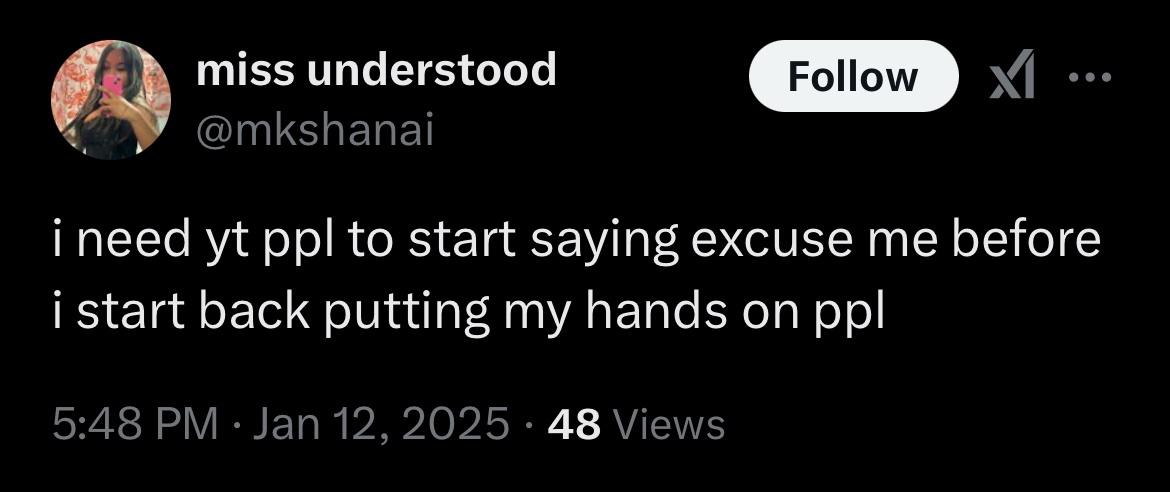 miss understood
Follow
@mkshanai
i need yt ppl to start saying excuse me before
i start back putting my hands on ppl
5:48 PM · Jan 12, 2025 · 48 Views